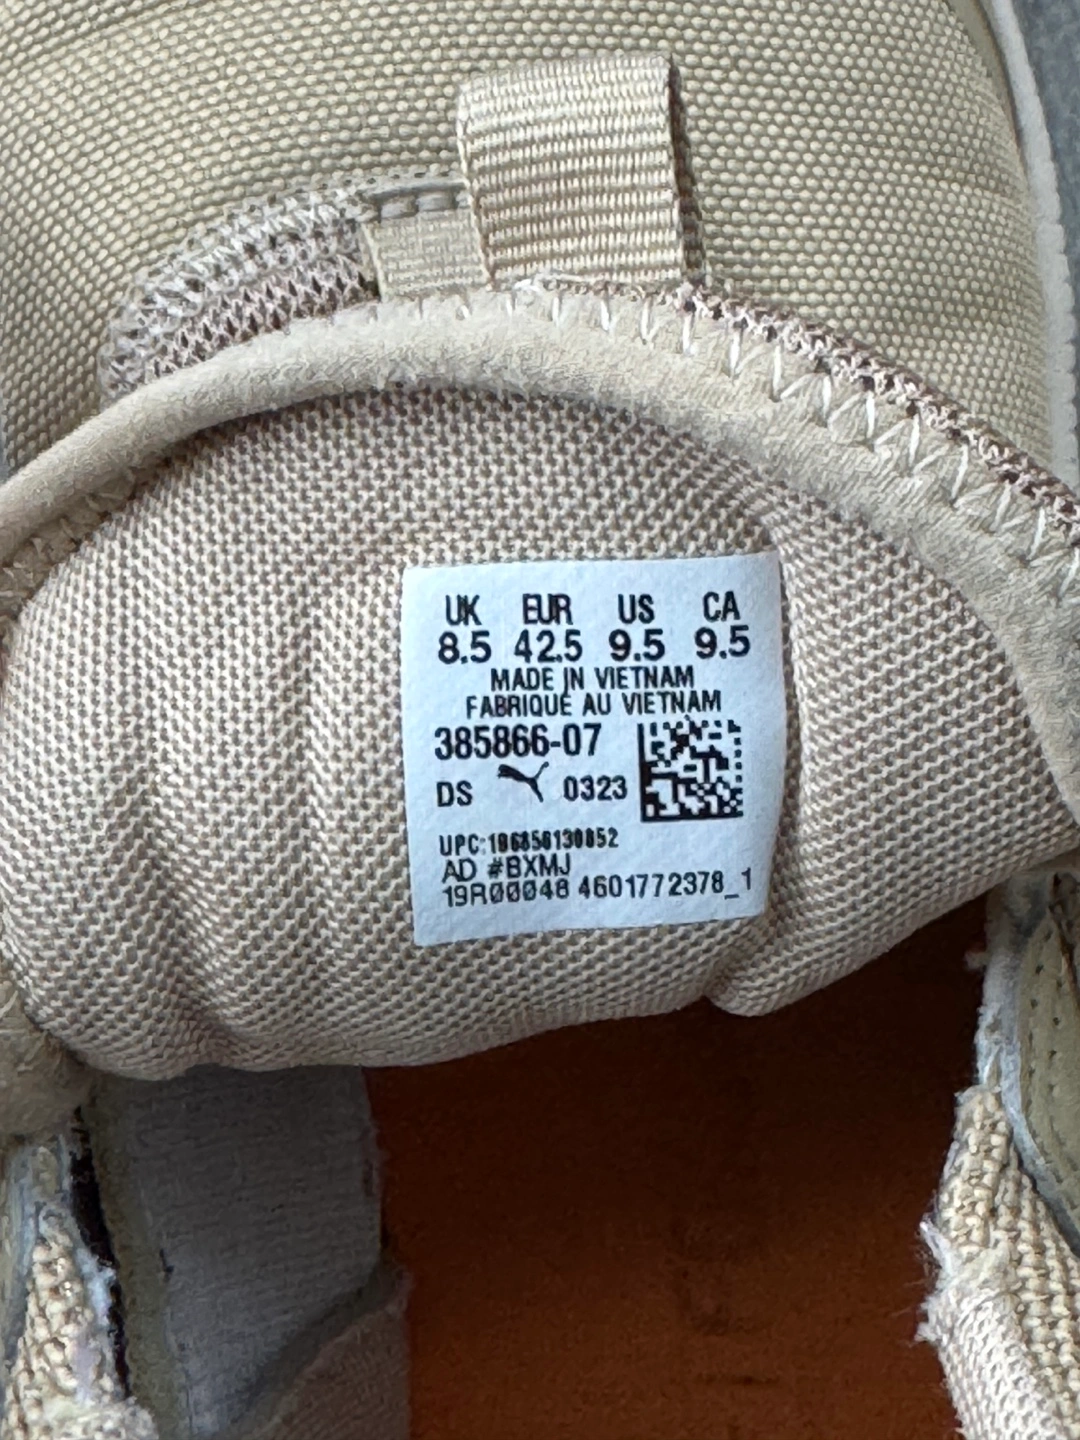 UK EUR US CA
8.5 42.5 9.5 9.5
MADE IN VIETNAM
FABRIQUÉ AU VIETNAM
385866-07
DS 0323
UPC:196856130852
AD #BXMJ
19R00048 4601772378_1